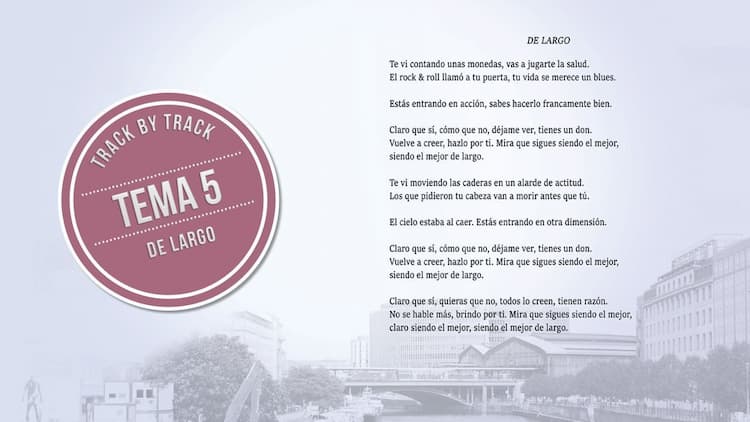 TRACK BY TRACK
TEMA 5
DE LARGO
DE LARGO
Te vi contando unas monedas, vas a jugarte la salud.
El rock & roll llamó a tu puerta, tu vida se merece un blues.
Estás entrando en acción, sabes hacerlo francamente bien.
Claro que sí, cómo que no, déjame ver, tienes un don.
Vuelve a creer, hazlo por ti. Mira que sigues siendo el mejor,
siendo el mejor de largo.
Te vi moviendo las caderas en un alarde de actitud.
Los que pidieron tu cabeza van a morir antes que tú.
El cielo estaba al caer. Estás entrando en otra dimensión.
Claro que sí, cómo que no, déjame ver, tienes un don.
Vuelve a creer, hazlo por ti. Mira que sigues siendo el mejor,
siendo el mejor de largo.
Claro que sí, quieras que no, todos lo creen, tienen razón.
No se hable más, brindo por ti. Mira que sigues siendo el mejor,
claro siendo el mejor, siendo el mejor de largo.